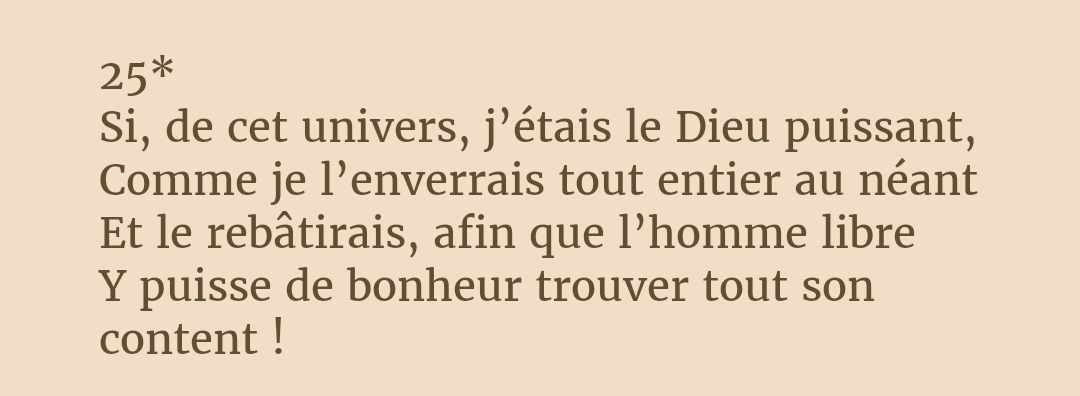 25*
Si, de cet univers, j’étais le Dieu puissant,
Comme je l’enverrais tout entier au néant
Et le rebâtirais, afin que l’homme libre
Y puisse de bonheur trouver tout son
content !